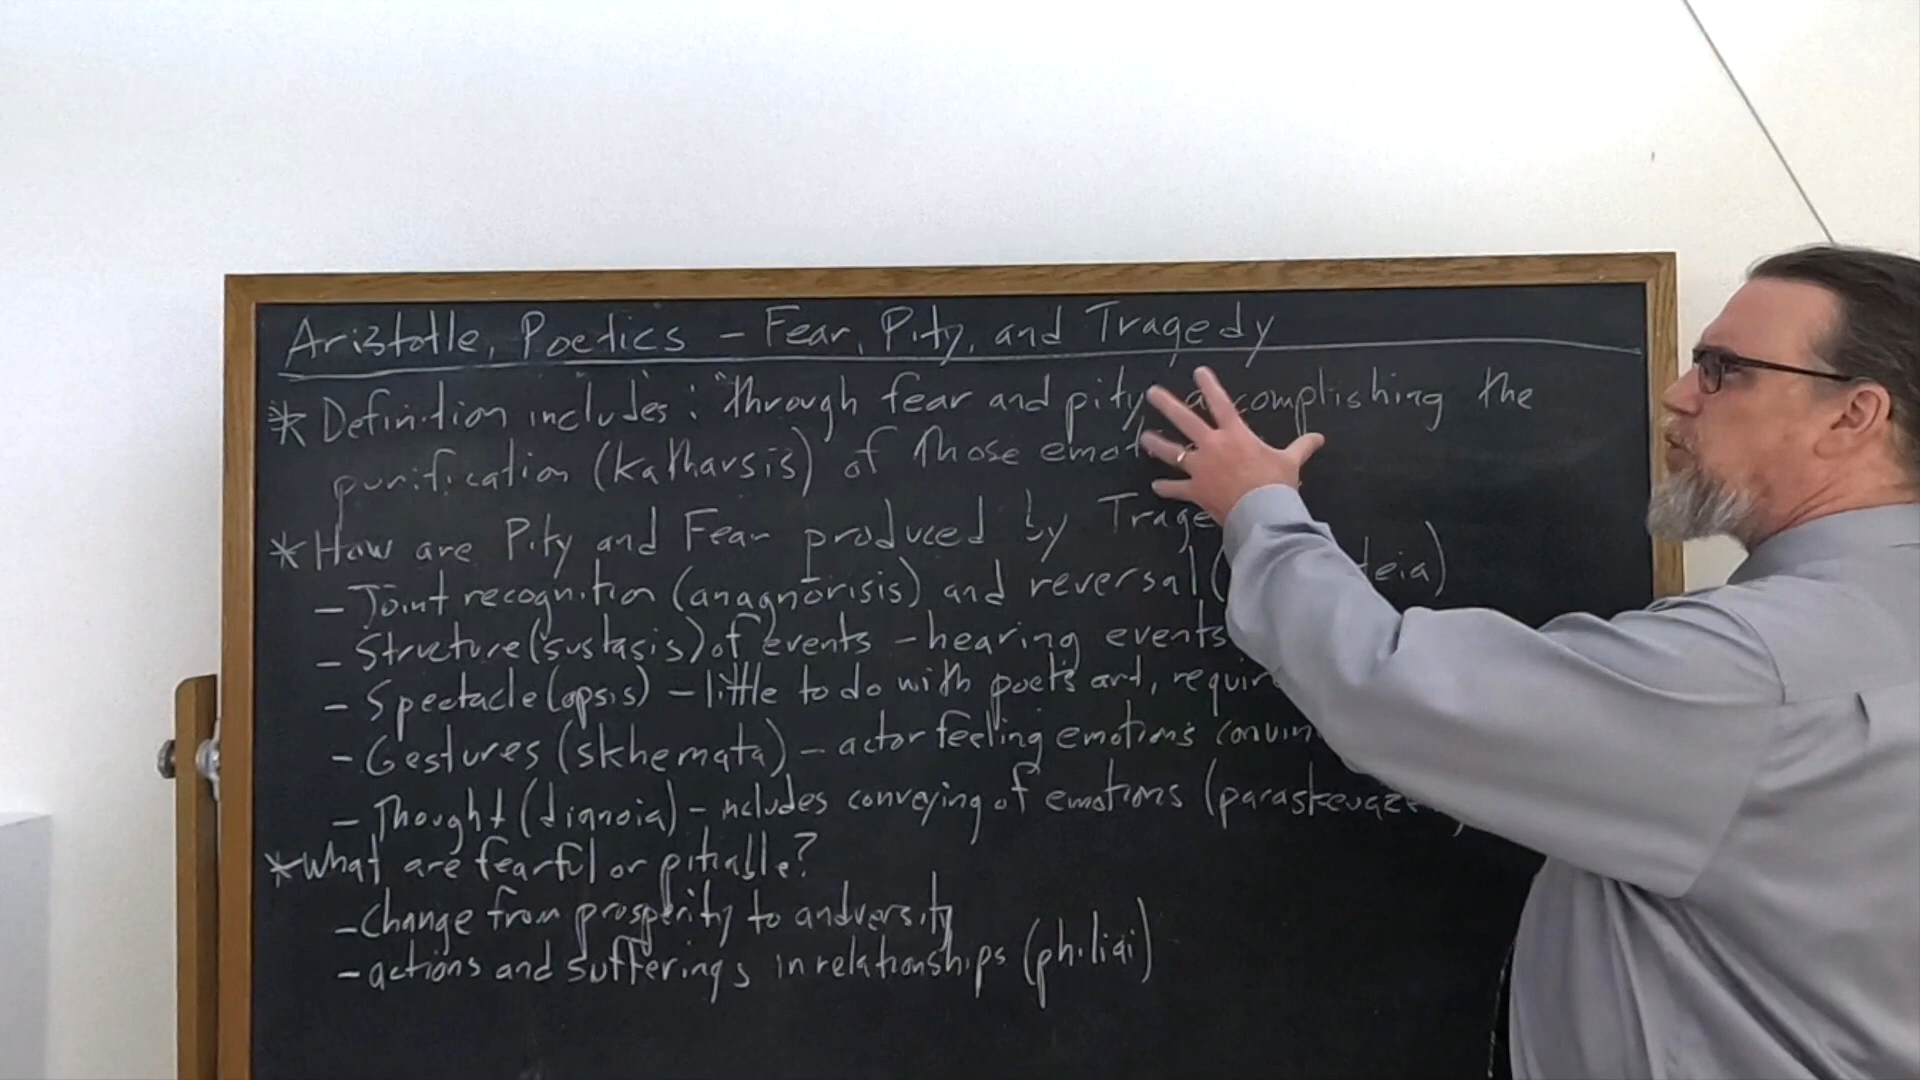 Aristotle, Poetics - Fear, Pity, and Tragedy
* Definition includes: "through fear and pity accomplishing the
purification (katharsis) of those
* How are Pity and Fear produced by
- Joint recognition (anagnōrisis) and reversal (
- Structure (sustasis) of events - hearing events
- Spectacle (opsis) - little to do with poet's art,
- Gestures (skhemata) - actor feeling emotions
- Thought (dianoia) - includes conveying of emotions
* What are fearful or pitiable?
- Change from prosperity to andversity
- actions and sufferings in relationships (philiai)